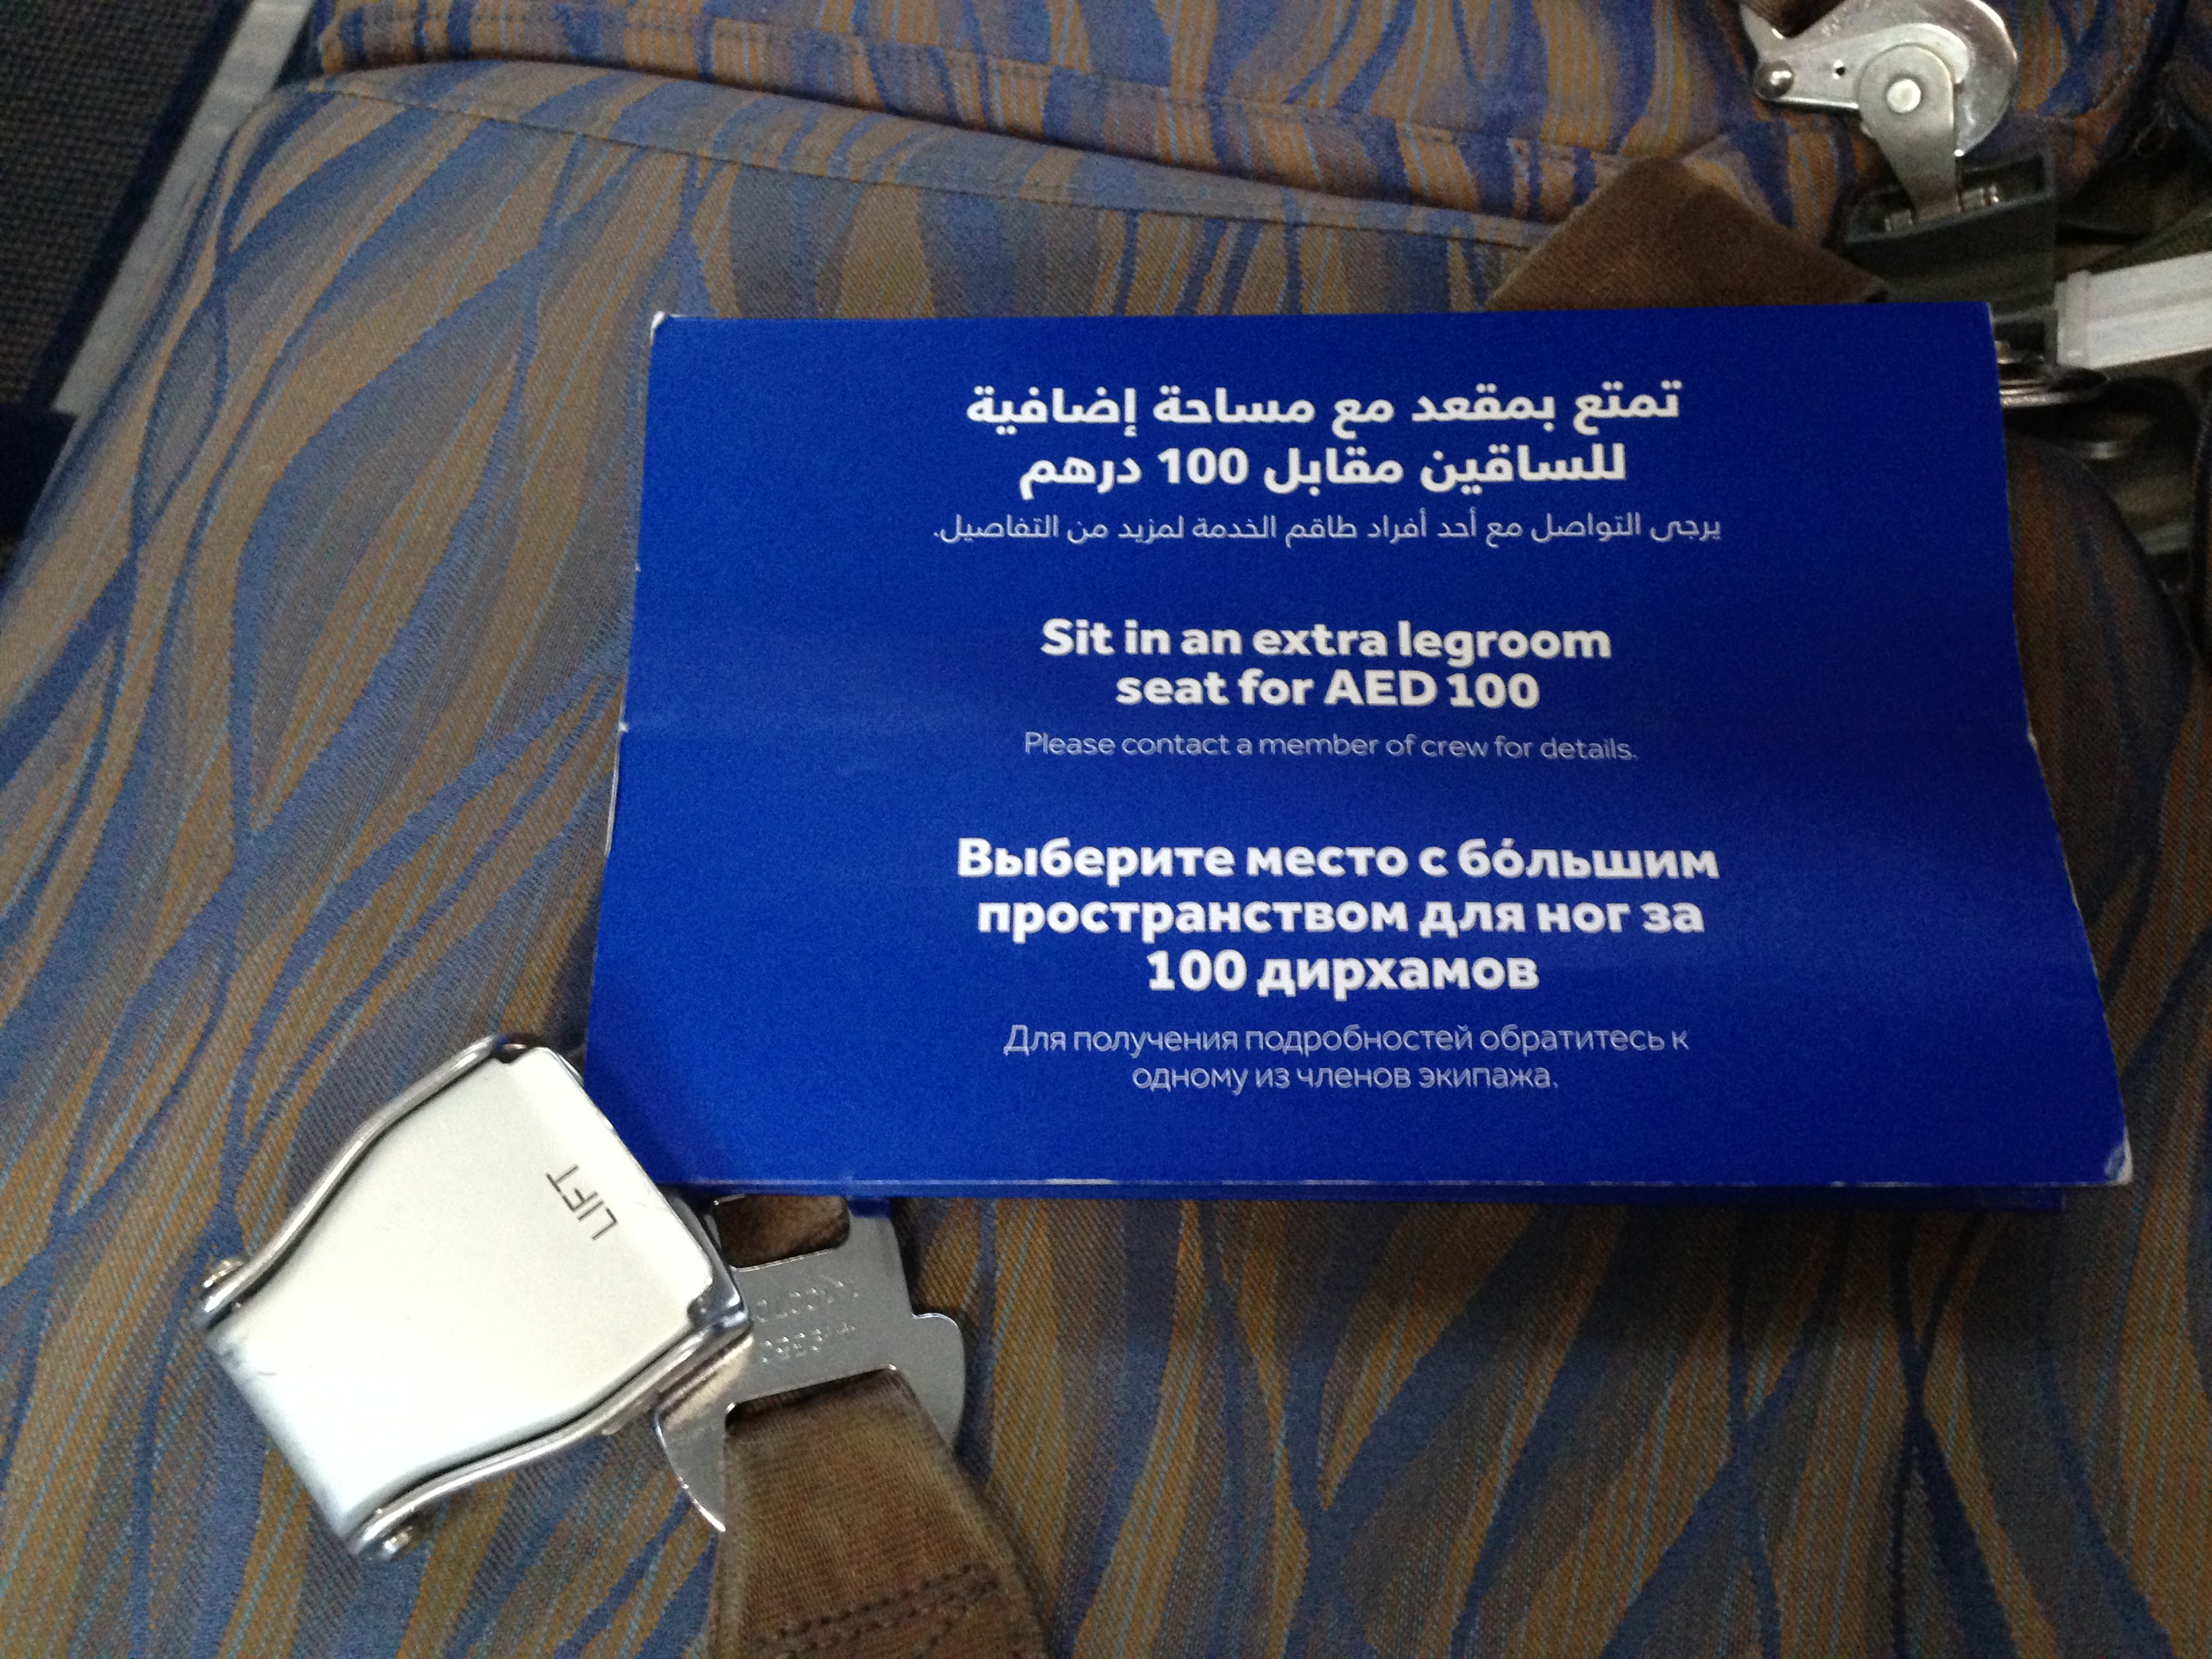 تمتع بمقعد مع مساحة إضافية
للساقين مقابل 100 درهم
يرجى التواصل مع أحد أفراد طاقم الخدمة لمزيد من التفاصيل.
Sit in an extra legroom
seat for AED 100
Please contact a member of crew for details.
Выберите место с бо́льшим
пространством для ног за
100 дирхамов
Для получения подробностей обратитесь к
одному из членов экипажа.
LIFT